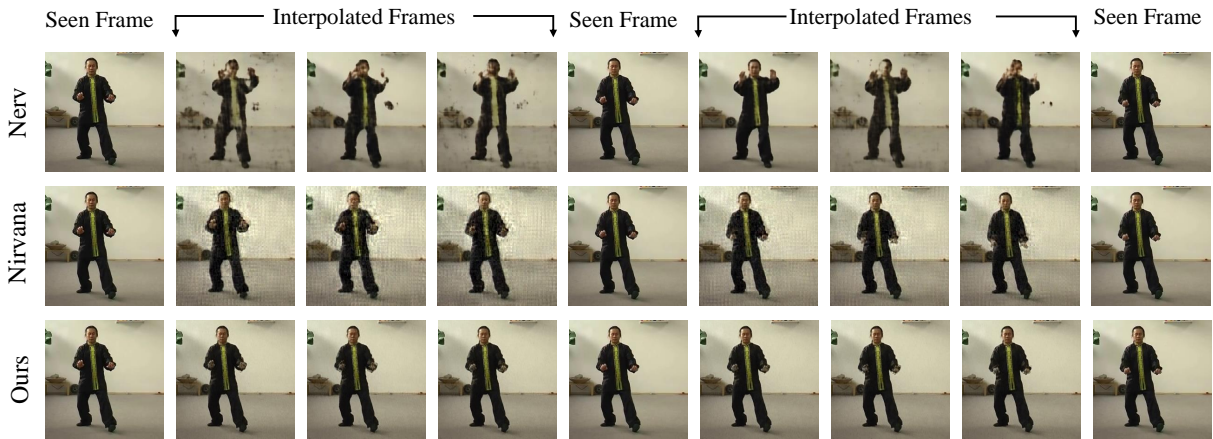 Seen Frame Interpolated Frames Seen Frame Interpolated Frames Seen Frame
Nerv
Nirvana
Ours